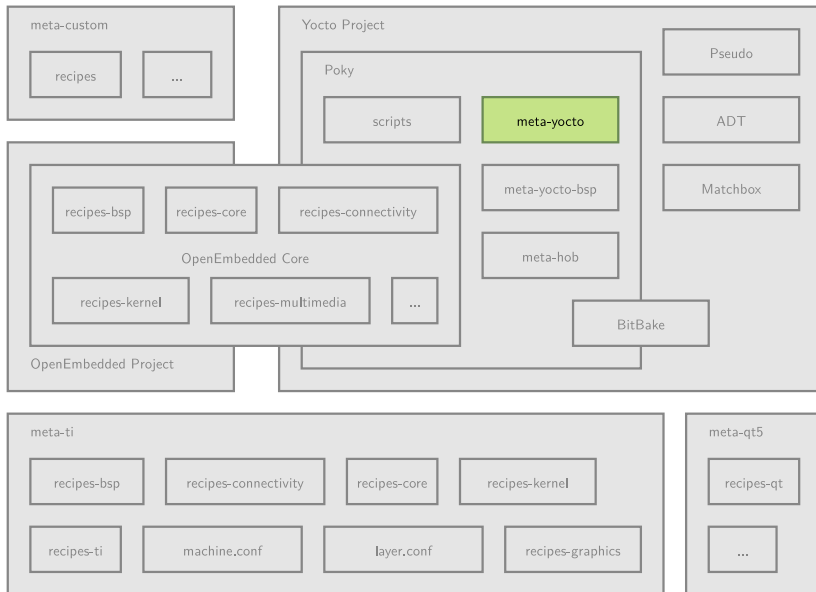 meta-custom
recipes
...
Yocto Project
Poky
scripts
meta-yocto
meta-yocto-bsp
meta-hob
BitBake
Pseudo
ADT
Matchbox
recipes-bsp
recipes-core
recipes-connectivity
OpenEmbedded Core
recipes-kernel
recipes-multimedia
...
OpenEmbedded Project
meta-ti
recipes-bsp
recipes-connectivity
recipes-core
recipes-kernel
recipes-ti
machine.conf
layer.conf
recipes-graphics
meta-qt5
recipes-qt
...